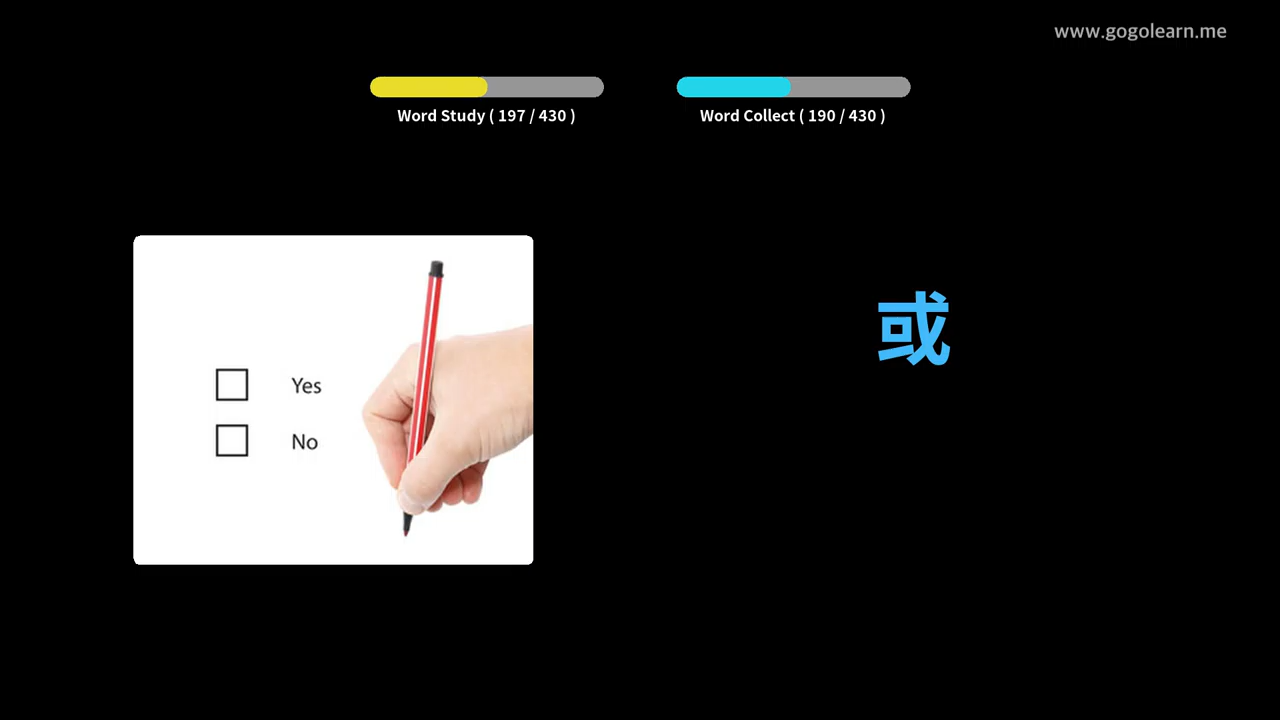 www.gogolearn.me
Word Study ( 197 / 430 )
Word Collect ( 190 / 430 )
Yes
No
或